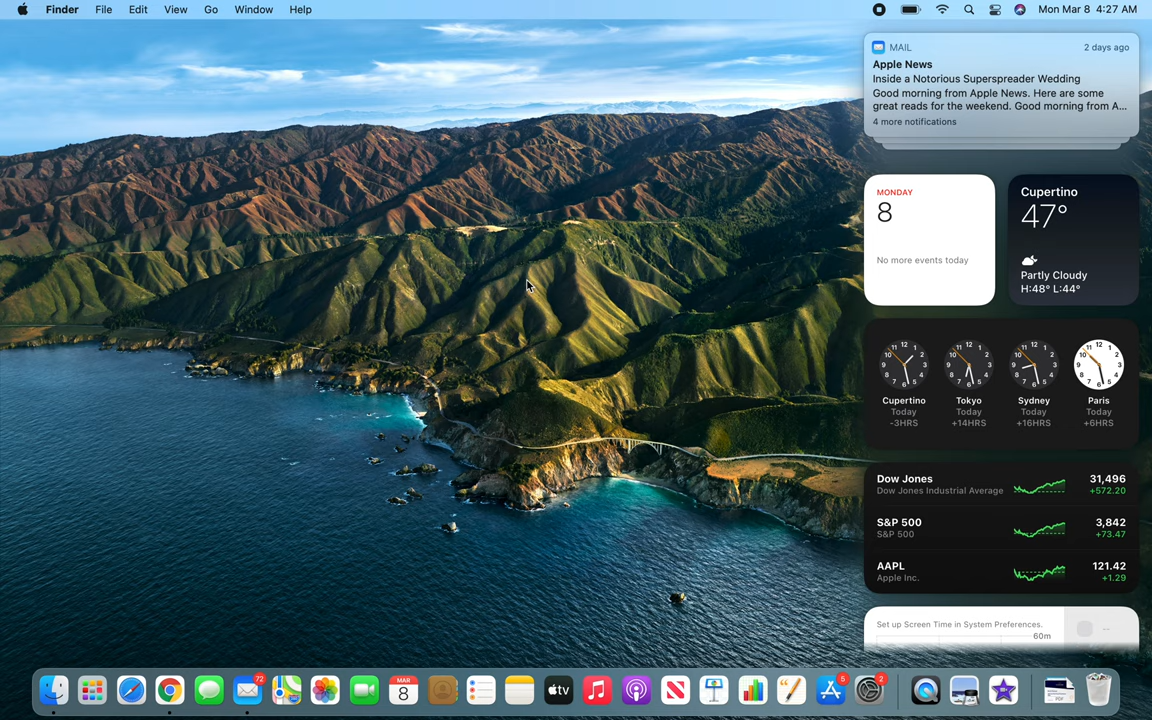 Finder File Edit View Go Window Help Mon Mar 8 4:27 AM
MAIL 2 days ago
Apple News
Inside a Notorious Superspreader Wedding
Good morning from Apple News. Here are some
great reads for the weekend. Good morning from A...
4 more notifications
MONDAY
8
No more events today
Cupertino
47°
Partly Cloudy
H:48° L:44°
Cupertino Tokyo Sydney Paris
Today Today Today Today
-3HRS +14HRS +16HRS +6HRS
Dow Jones 31,496
Dow Jones Industrial Average +572.20
S&P 500 3,842
S&P 500 +73.47
AAPL 121.42
Apple Inc. +1.29
Set up Screen Time in System Preferences.
60m --
72 MAR 8 tv 5 2
PDF